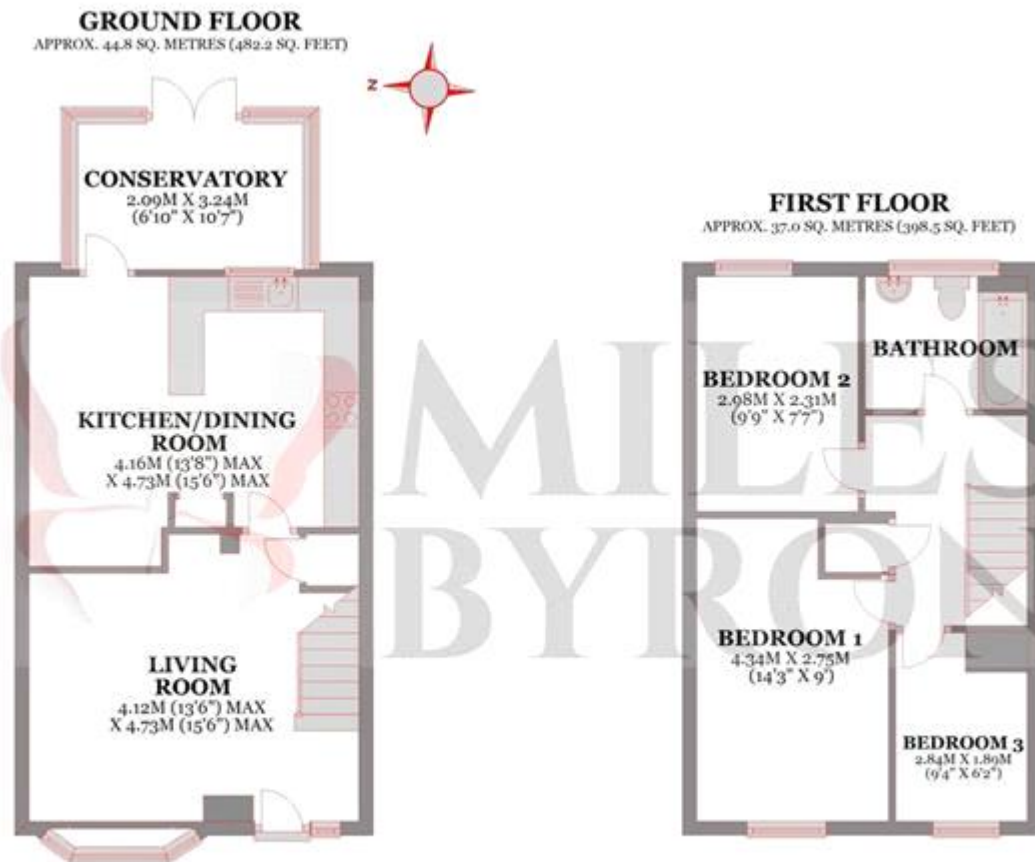 GROUND FLOOR
APPROX. 44.8 SQ. METRES (482.2 SQ. FEET)
N
CONSERVATORY
2.09M X 3.24M
(6'10" X 10'7")
KITCHEN/DINING
ROOM
4.16M (13'8") MAX
X 4.73M (15'6") MAX
LIVING
ROOM
4.12M (13'6") MAX
X 4.73M (15'6") MAX
FIRST FLOOR
APPROX. 37.0 SQ. METRES (398.5 SQ. FEET)
BEDROOM 2
2.98M X 2.31M
(9'9" X 7'7")
BATHROOM
BEDROOM 1
4.34M X 2.75M
(14'3" X 9')
BEDROOM 3
2.84M X 1.89M
(9'4" X 6'2")
MILES
BYRON